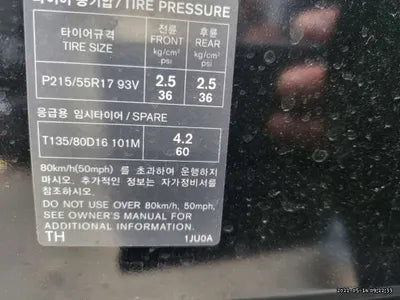 타이어 공기압/TIRE PRESSURE
타이어규격
TIRE SIZE
전륜
FRONT
kg/cm²
psi
후륜
REAR
kg/cm²
psi
P215/55R17 93V
2.5
36
2.5
36
응급용 임시타이어/SPARE
T135/80D16 101M
4.2
60
80km/h(50mph) 를 초과하여 운행하지
마시오. 추가적인 정보는 자가정비서를
참조하시오.
DO NOT USE OVER 80km/h, 50mph,
SEE OWNER'S MANUAL FOR
ADDITIONAL INFORMATION.
TH
1JU0A